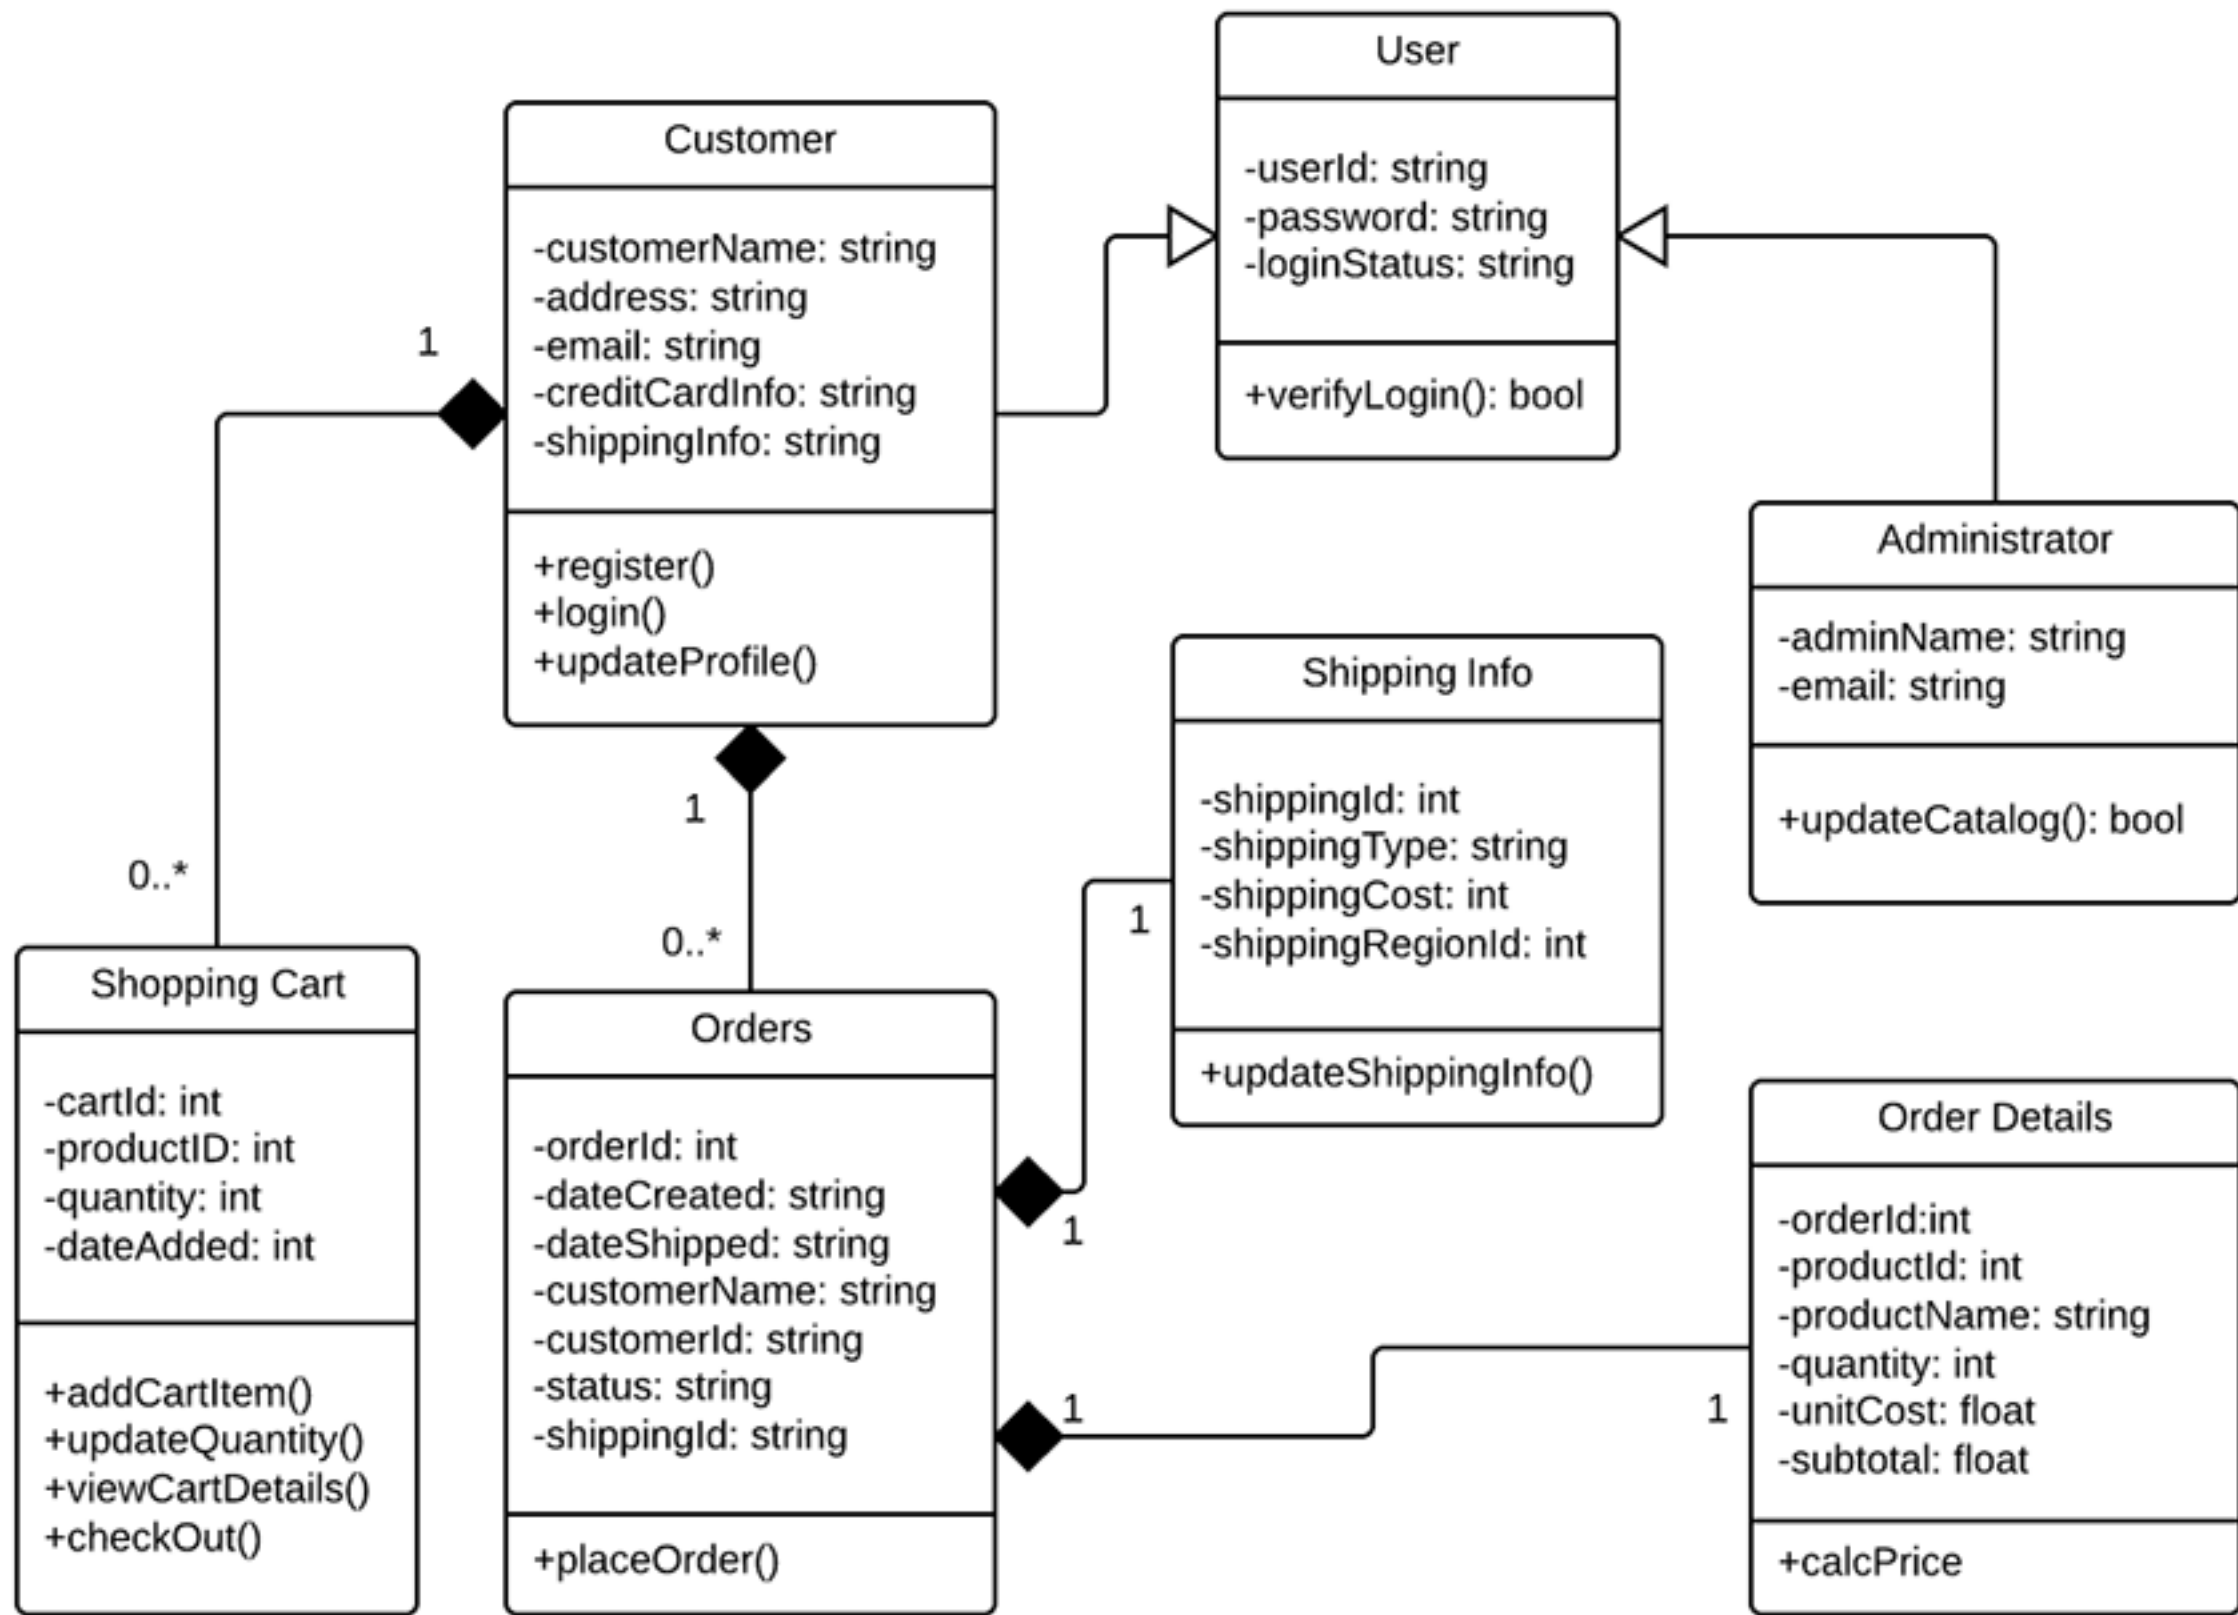 User
-userId: string
-password: string
-loginStatus: string
+verifyLogin(): bool
Customer
-customerName: string
-address: string
-email: string
-creditCardInfo: string
-shippingInfo: string
+register()
+login()
+updateProfile()
1
0..*
1
0..*
Administrator
-adminName: string
-email: string
+updateCatalog(): bool
Shipping Info
-shippingId: int
-shippingType: string
-shippingCost: int
-shippingRegionId: int
+updateShippingInfo()
1
1
Shopping Cart
-cartId: int
-productID: int
-quantity: int
-dateAdded: int
+addCartItem()
+updateQuantity()
+viewCartDetails()
+checkOut()
Orders
-orderId: int
-dateCreated: string
-dateShipped: string
-customerName: string
-customerId: string
-status: string
-shippingId: string
+placeOrder()
1
1
Order Details
-orderId:int
-productId: int
-productName: string
-quantity: int
-unitCost: float
-subtotal: float
+calcPrice